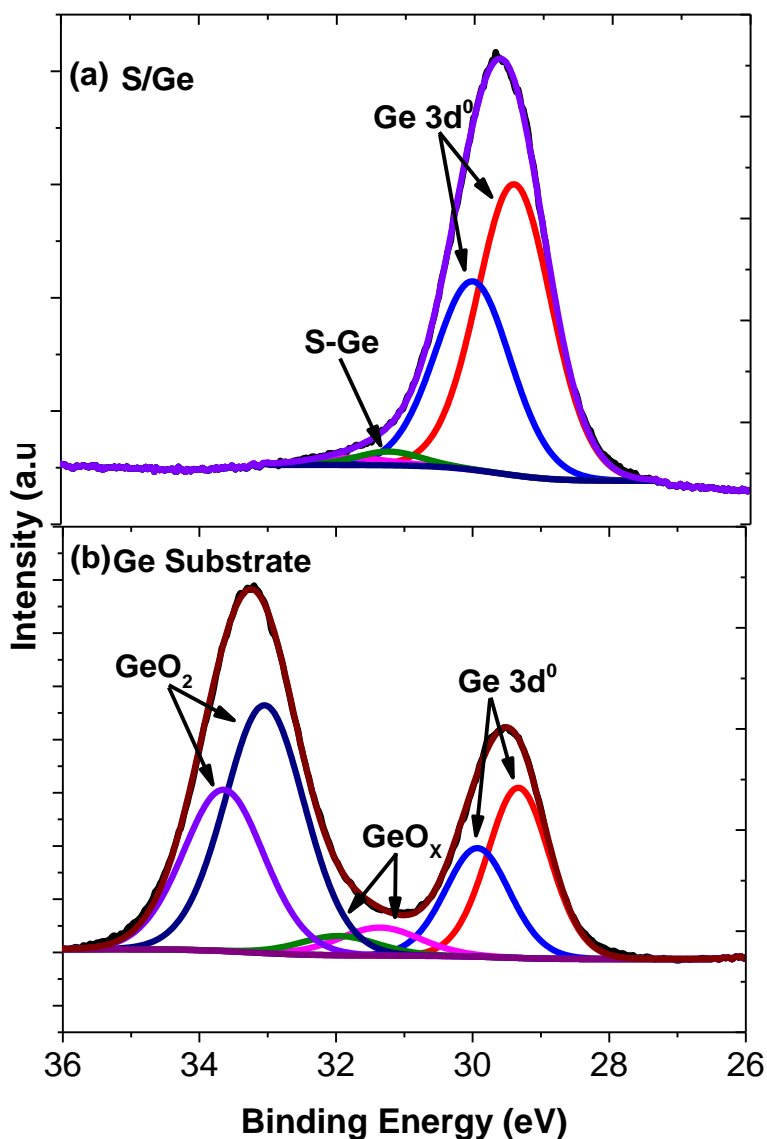 (a) S/Ge
Ge 3d⁰
S-Ge
Intensity (a.u
(b) Ge Substrate
GeO₂
Ge 3d⁰
GeOₓ
36 34 32 30 28 26
Binding Energy (eV)